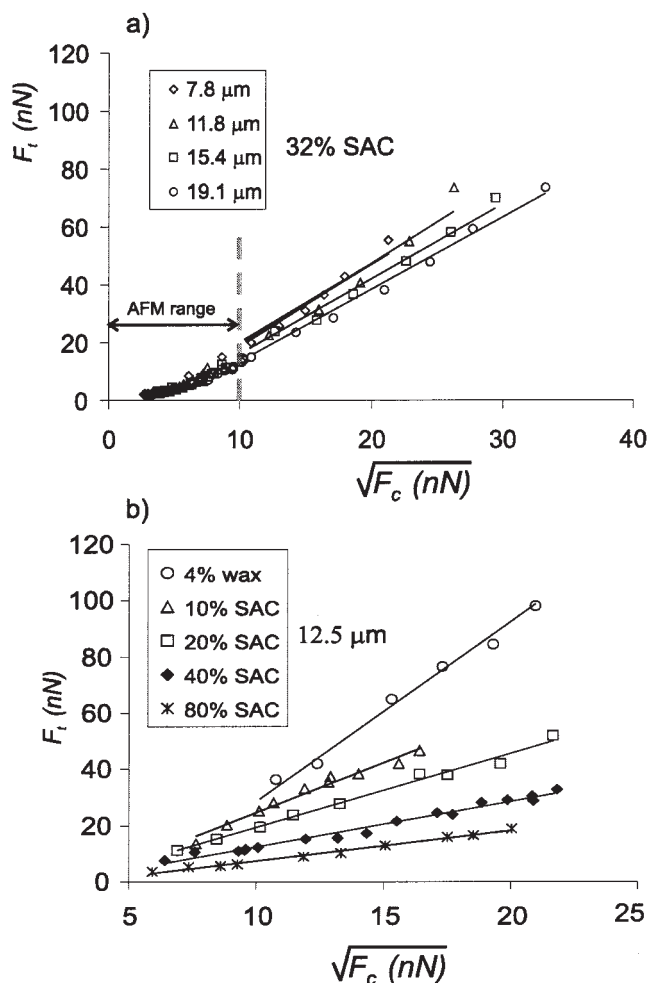 a)
F_t (nN)
120
100
80
60
40
20
0
◇ 7.8 μm
△ 11.8 μm
□ 15.4 μm
○ 19.1 μm
32% SAC
AFM range
0 10 20 30 40
√F_c (nN)
b)
F_t (nN)
120
100
80
60
40
20
0
○ 4% wax
△ 10% SAC
□ 20% SAC
◆ 40% SAC
✳ 80% SAC
12.5 μm
5 10 15 20 25
√F_c (nN)